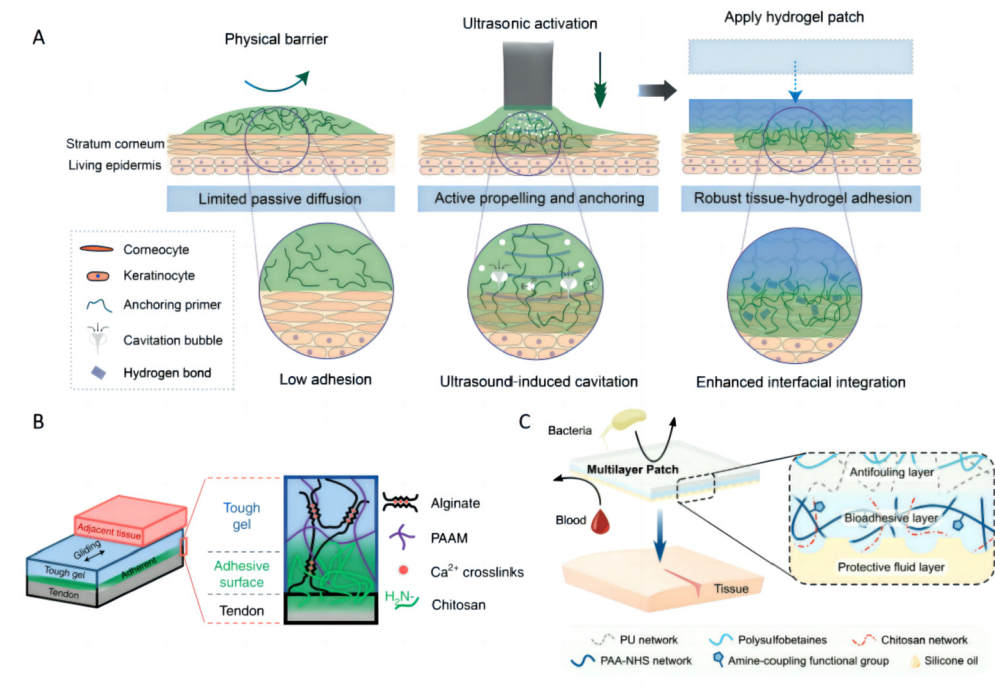 A
Physical barrier
Ultrasonic activation
Apply hydrogel patch
Stratum corneum
Living epidermis
Limited passive diffusion
Active propelling and anchoring
Robust tissue-hydrogel adhesion
Corneocyte
Keratinocyte
Anchoring primer
Cavitation bubble
Hydrogen bond
Low adhesion
Ultrasound-induced cavitation
Enhanced interfacial integration
B
Adjacent tissue
Gliding
Tough gel
Adherent
Tendon
Tough
gel
Adhesive
surface
Tendon
Alginate
PAAM
Ca²⁺ crosslinks
H₂N-
Chitosan
C
Bacteria
Multilayer Patch
Blood
Tissue
Antifouling layer
Bioadhesive layer
Protective fluid layer
PU network
Polysulfobetaines
Chitosan network
PAA-NHS network
Amine-coupling functional group
Silicone oil